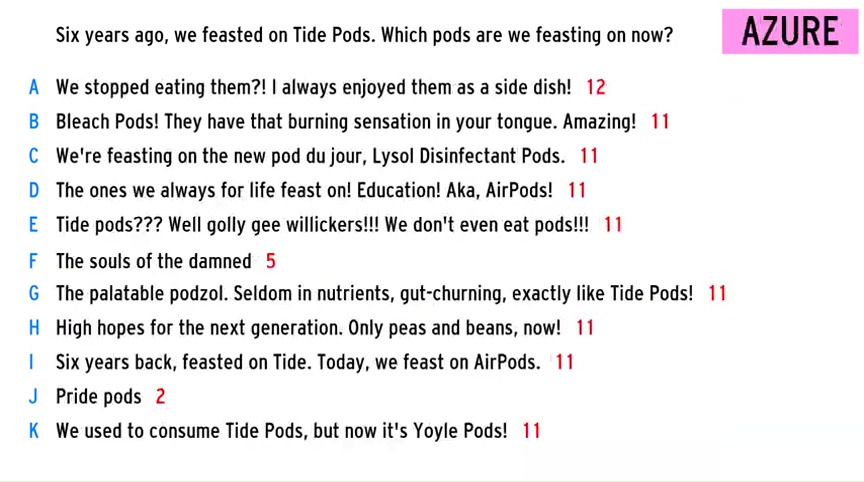 Six years ago, we feasted on Tide Pods. Which pods are we feasting on now?
AZURE
A We stopped eating them?! I always enjoyed them as a side dish! 12
B Bleach Pods! They have that burning sensation in your tongue. Amazing! 11
C We're feasting on the new pod du jour, Lysol Disinfectant Pods. 11
D The ones we always for life feast on! Education! Aka, AirPods! 11
E Tide pods??? Well golly gee willickers!!! We don't even eat pods!!! 11
F The souls of the damned 5
G The palatable podzol. Seldom in nutrients, gut-churning, exactly like Tide Pods! 11
H High hopes for the next generation. Only peas and beans, now! 11
I Six years back, feasted on Tide. Today, we feast on AirPods. 11
J Pride pods 2
K We used to consume Tide Pods, but now it's Yoyle Pods! 11